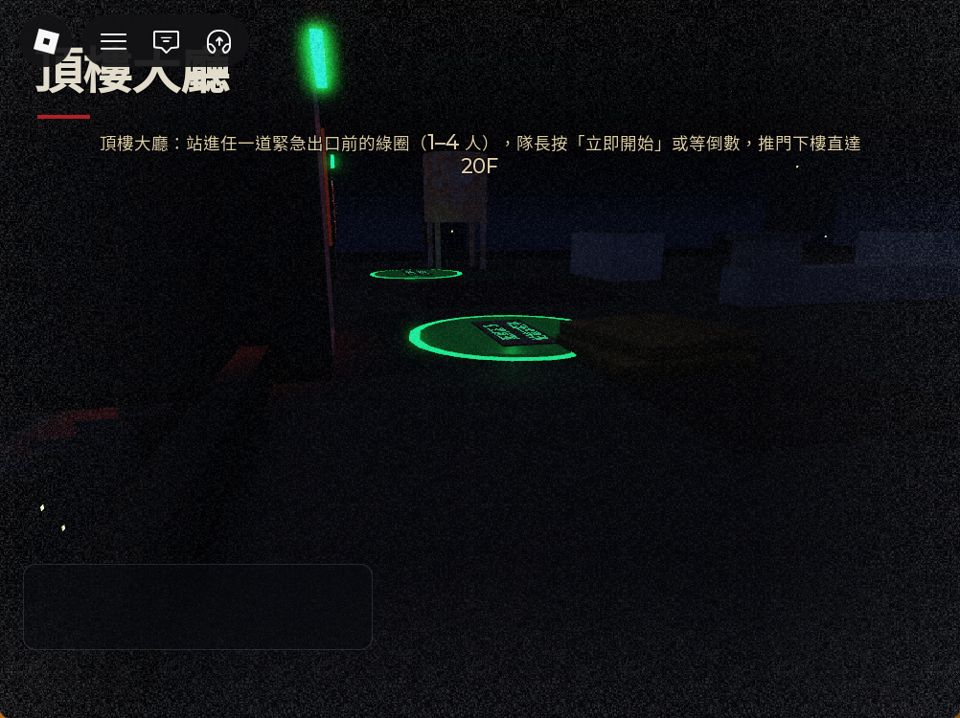 頂樓大廳
頂樓大廳：站進任一道緊急出口前的綠圈（1–4 人），隊長按「立即開始」或等倒數，推門下樓直達
20F